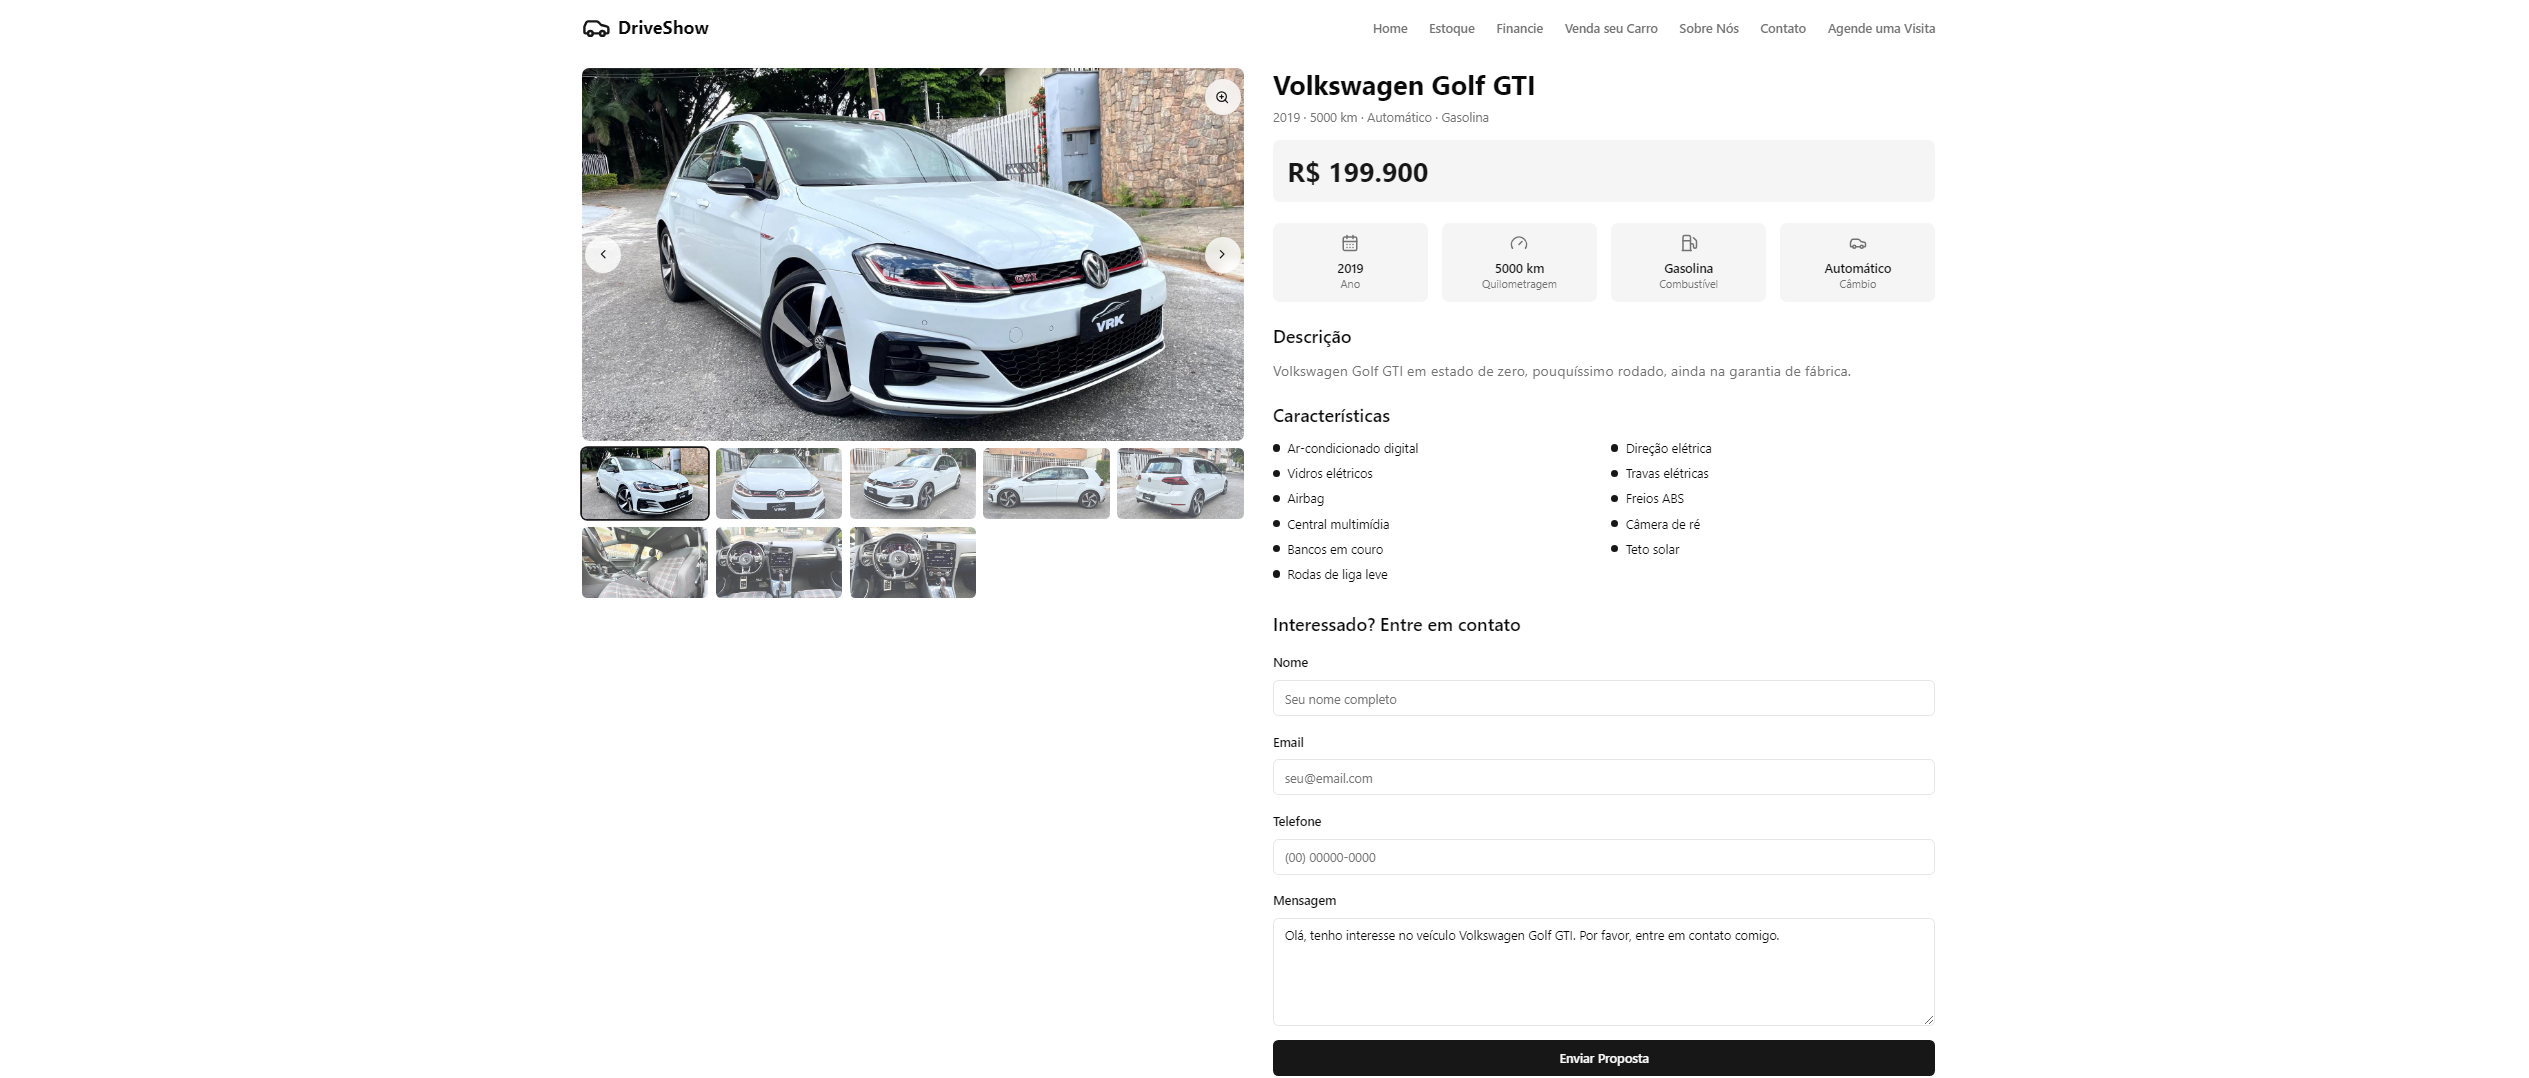 DriveShow
Home Estoque Financie Venda seu Carro Sobre Nós Contato Agende uma Visita
GTI
VRK
Volkswagen Golf GTI
2019 · 5000 km · Automático · Gasolina
R$ 199.900
2019
Ano
5000 km
Quilometragem
Gasolina
Combustível
Automático
Câmbio
Descrição
Volkswagen Golf GTI em estado de zero, pouquíssimo rodado, ainda na garantia de fábrica.
Características
Ar-condicionado digital
Direção elétrica
Vidros elétricos
Travas elétricas
Airbag
Freios ABS
Central multimídia
Câmera de ré
Bancos em couro
Teto solar
Rodas de liga leve
Interessado? Entre em contato
Nome
Seu nome completo
Email
seu@email.com
Telefone
(00) 00000-0000
Mensagem
Olá, tenho interesse no veículo Volkswagen Golf GTI. Por favor, entre em contato comigo.
Enviar Proposta